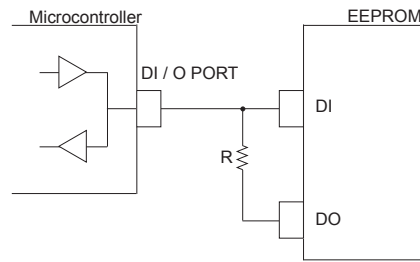 Microcontroller
EEPROM
DI / O PORT
DI
R
DO